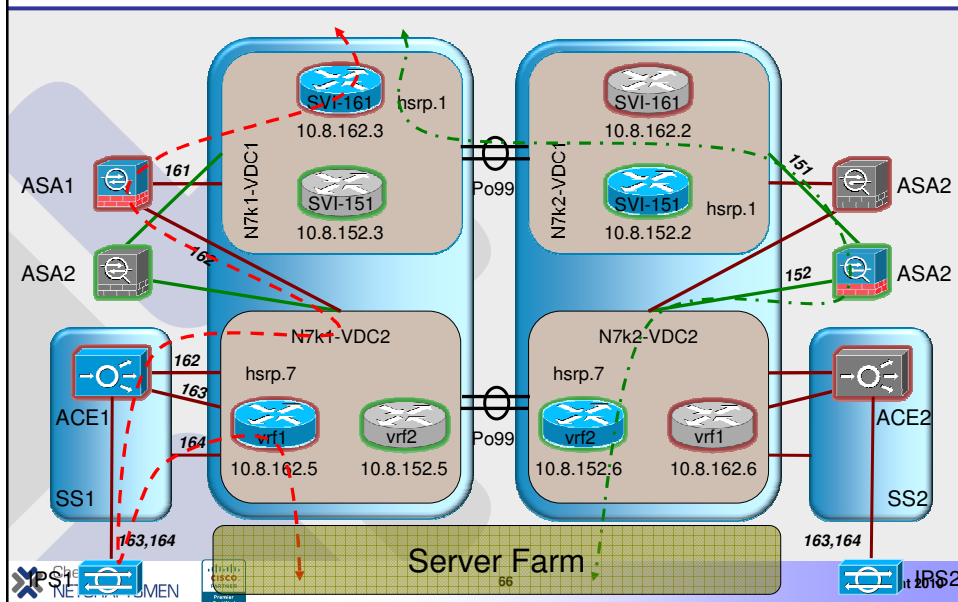 SVI-161
hsrp.1
10.8.162.3
N7k1-VDC1
SVI-151
10.8.152.3
161
162
ASA1
ASA2
Po99
SVI-161
10.8.162.2
N7k2-VDC1
SVI-151
hsrp.1
10.8.152.2
151
152
ASA2
ASA2
N7k1-VDC2
hsrp.7
vrf1
10.8.162.5
vrf2
10.8.152.5
162
163
164
ACE1
SS1
163,164
IPS1
Po99
N7k2-VDC2
hsrp.7
vrf2
10.8.152.6
vrf1
10.8.162.6
ACE2
SS2
163,164
IPS2
Server Farm
66
CISCO
PARTNER
Premier